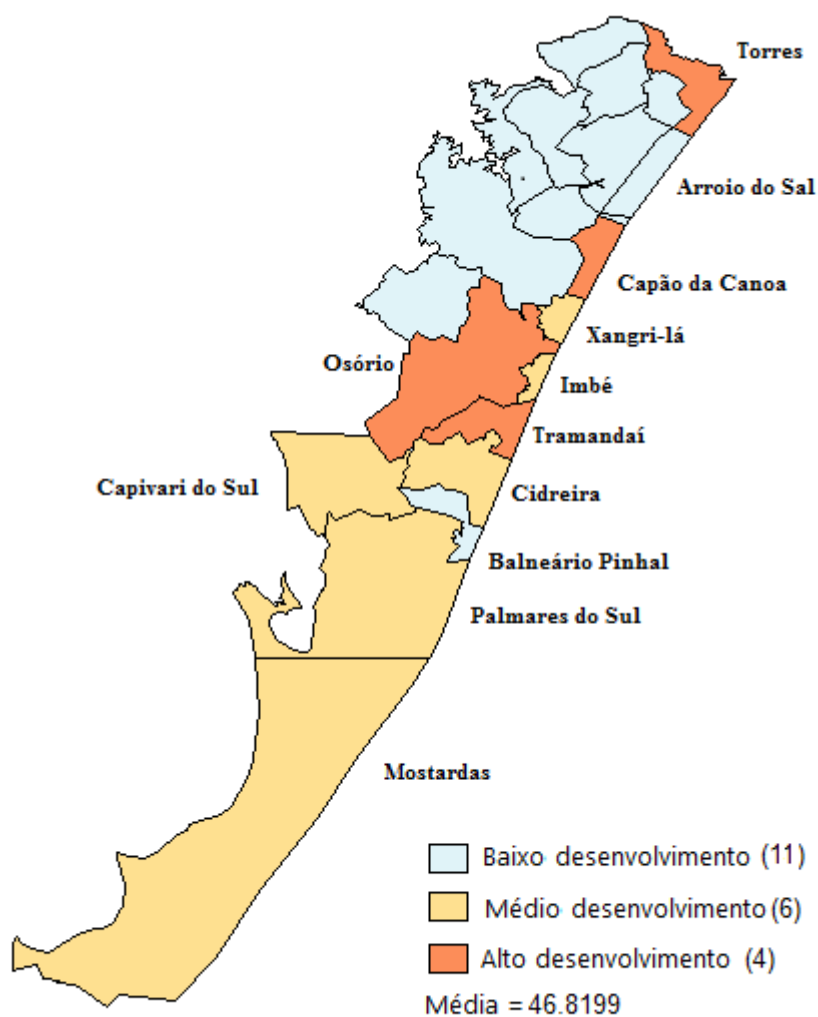 Torres
Arroio do Sal
Capão da Canoa
Xangri-lá
Osório
Imbé
Tramandaí
Capivari do Sul
Cidreira
Balneário Pinhal
Palmares do Sul
Mostardas
Baixo desenvolvimento (11)
Médio desenvolvimento (6)
Alto desenvolvimento (4)
Média = 46.8199